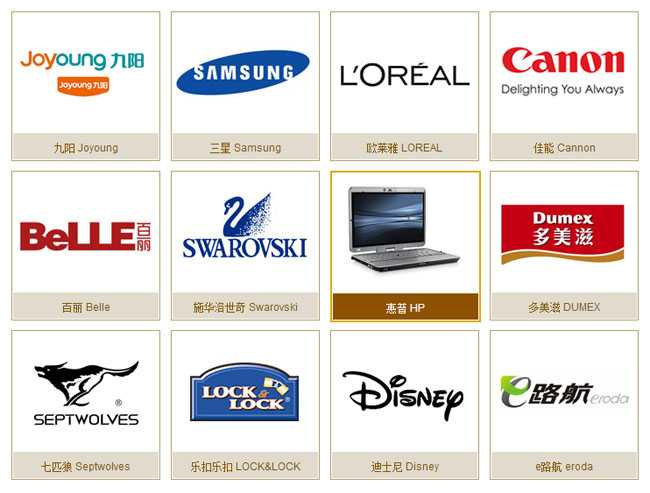 Joyoung 九阳
Joyoung 九阳
九阳 Joyoung
SAMSUNG
三星 Samsung
L'ORÉAL
欧莱雅 LOREAL
Canon
Delighting You Always
佳能 Cannon
BeLLE 百丽
百丽 Belle
SWAROVSKI
施华洛世奇 Swarovski
惠普 HP
Dumex
多美滋
多美滋 DUMEX
®
SEPTWOLVES
七匹狼 Septwolves
LOCK & LOCK®
乐扣乐扣 LOCK&LOCK
Disney
迪士尼 Disney
e路航 eroda
e路航 eroda